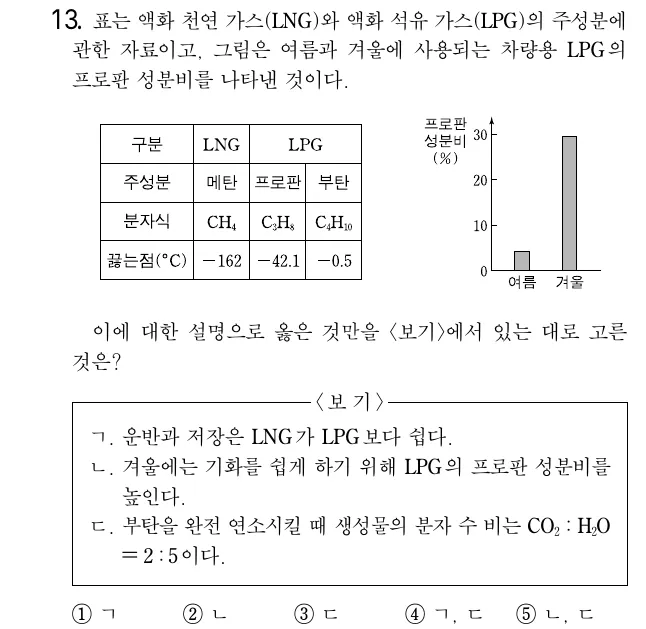 13. 표는 액화 천연 가스(LNG)와 액화 석유 가스(LPG)의 주성분에
관한 자료이고, 그림은 여름과 겨울에 사용되는 차량용 LPG의
프로판 성분비를 나타낸 것이다.
구분 LNG LPG
주성분 메탄 프로판 부탄
분자식 CH₄ C₃H₈ C₄H₁₀
끓는점(°C) −162 −42.1 −0.5
프로판
성분비
(%)
30
20
10
0
여름 겨울
이에 대한 설명으로 옳은 것만을 〈보기〉에서 있는 대로 고른
것은?
〈보 기〉
ㄱ. 운반과 저장은 LNG가 LPG보다 쉽다.
ㄴ. 겨울에는 기화를 쉽게 하기 위해 LPG의 프로판 성분비를
높인다.
ㄷ. 부탄을 완전 연소시킬 때 생성물의 분자 수 비는 CO₂ : H₂O
= 2 : 5이다.
① ㄱ ② ㄴ ③ ㄷ ④ ㄱ, ㄷ ⑤ ㄴ, ㄷ